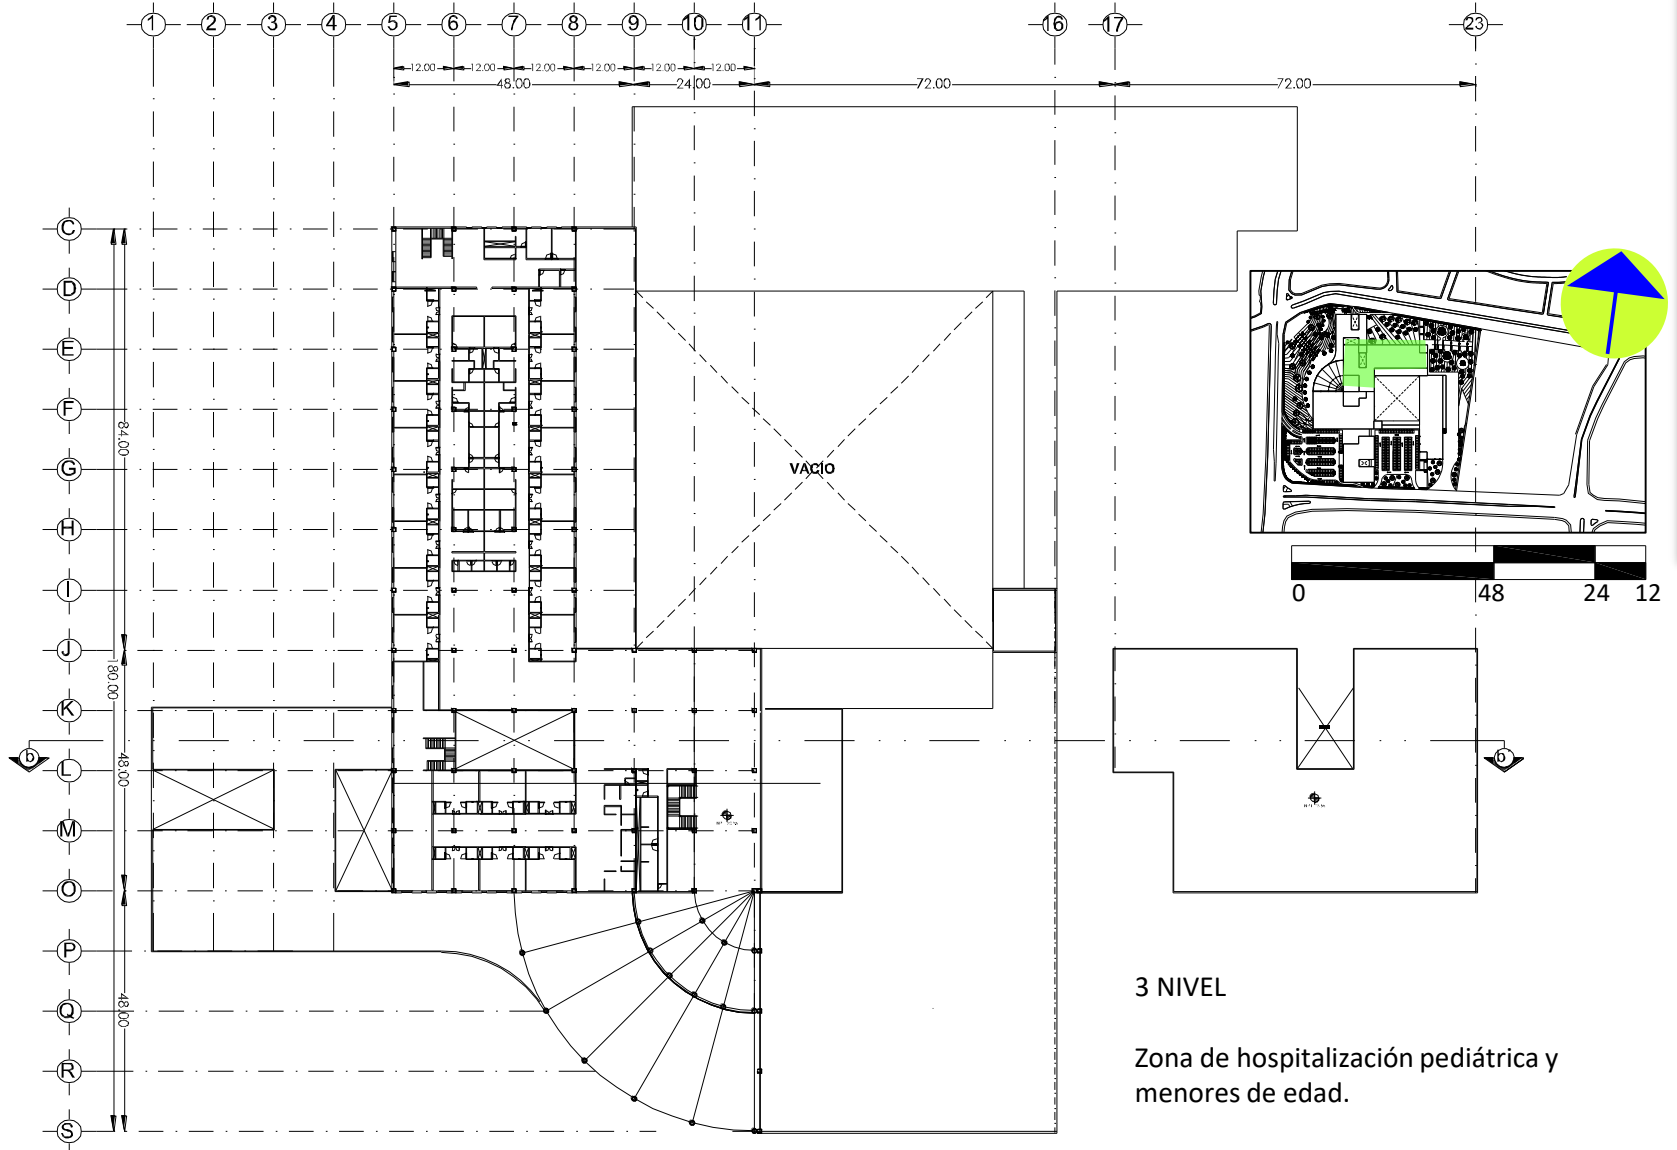 1 2 3 4 5 6 7 8 9 10 11 16 17 23
12.00 12.00 12.00 12.00 12.00 12.00
48.00 24.00 72.00 72.00
C
D
E
F
84.00
G
VACÍO
H
I
0 48 24 12
J
180.00
K
b b
48.00
L
M
O
P
3 NIVEL
48.00
Q
Zona de hospitalización pediátrica y
menores de edad.
R
S